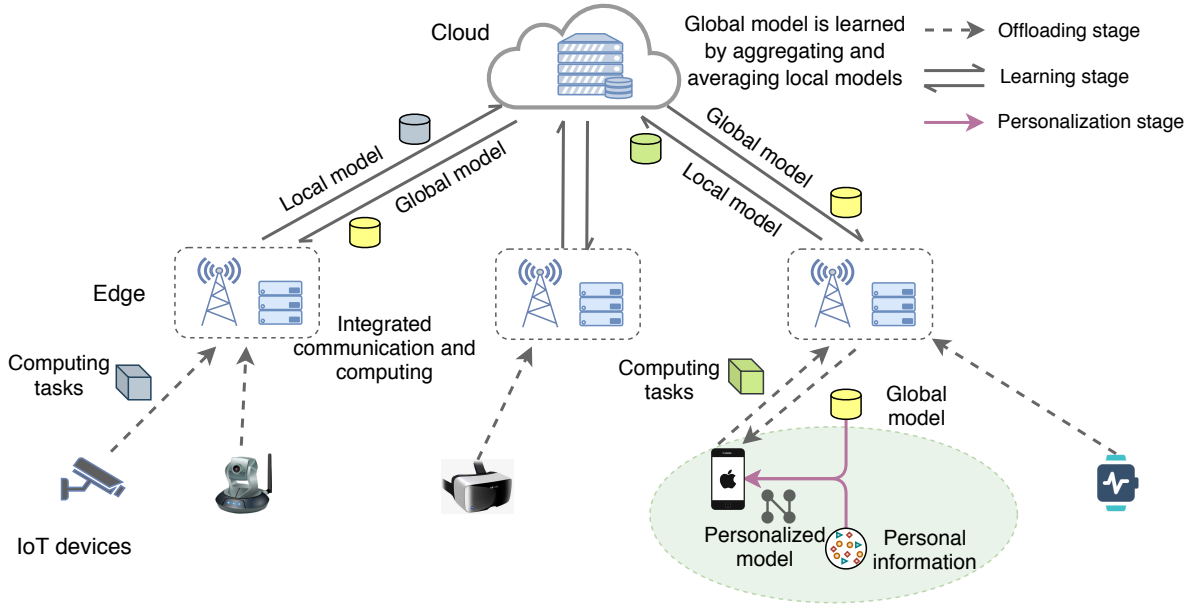 Cloud
Global model is learned
by aggregating and
averaging local models
Offloading stage
Learning stage
Personalization stage
Local model
Global model
Global model
Local model
Edge
Integrated
communication and
computing
Computing
tasks
Computing
tasks
Global
model
IoT devices
Personalized
model
Personal
information